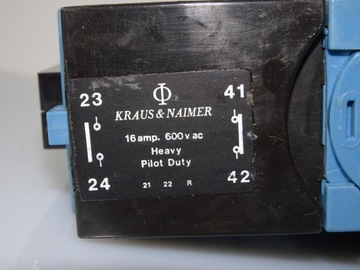 23 41
KRAUS & NAIMER
16 amp. 600 v ac
Heavy
Pilot Duty
24 42
21 22 R